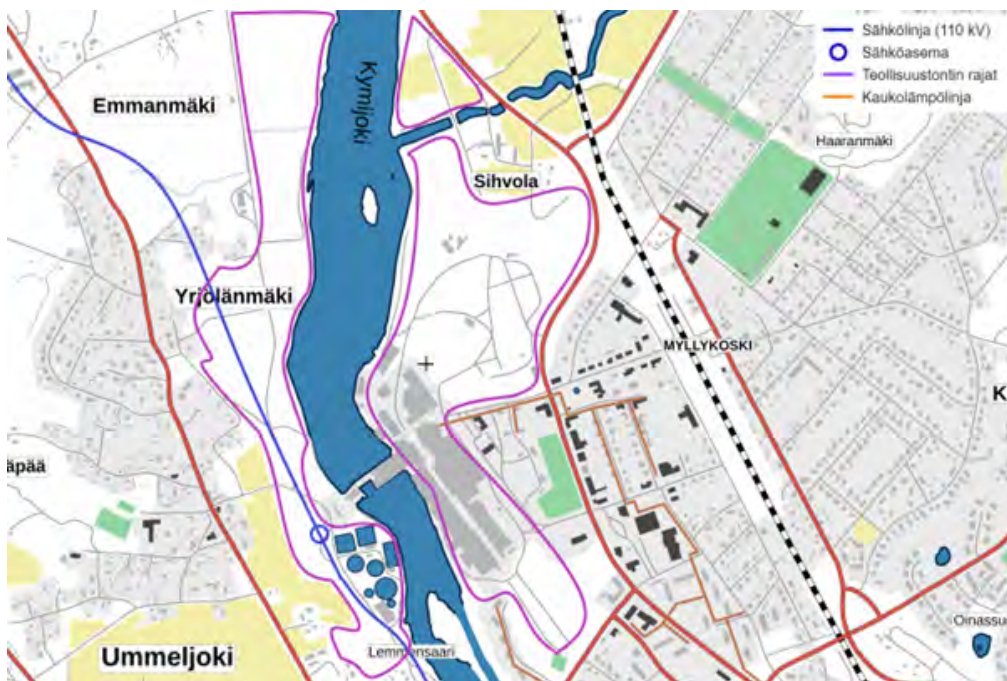 Sähkölinja (110 kV)
Sähköasema
Teollisuustontin rajat
Kaukolämpölinja
Emmanmäki
Kymijoki
Haaranmäki
Sihvola
Yrjölänmäki
MYLLYKOSKI
K
äpää
Oinassu
Lemmensaari
Ummeljoki